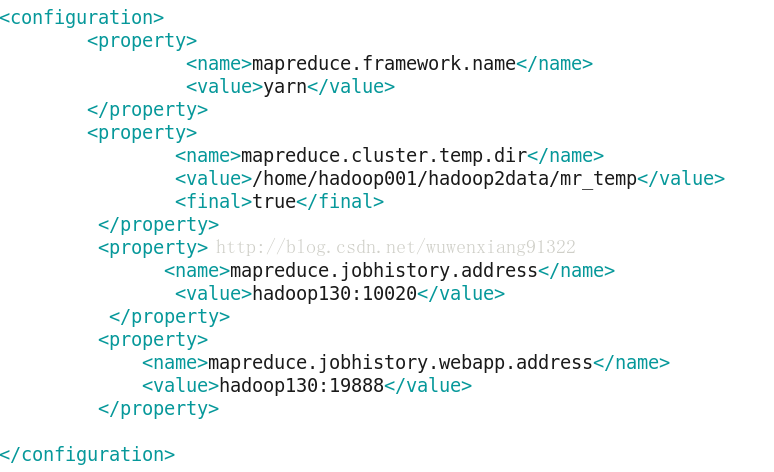 <configuration>
<property>
<name>mapreduce.framework.name</name>
<value>yarn</value>
</property>
<property>
<name>mapreduce.cluster.temp.dir</name>
<value>/home/hadoop001/hadoop2data/mr_temp</value>
<final>true</final>
</property>
<property> http://blog.csdn.net/wuwenxiang91322
<name>mapreduce.jobhistory.address</name>
<value>hadoop130:10020</value>
</property>
<property>
<name>mapreduce.jobhistory.webapp.address</name>
<value>hadoop130:19888</value>
</property>
</configuration>